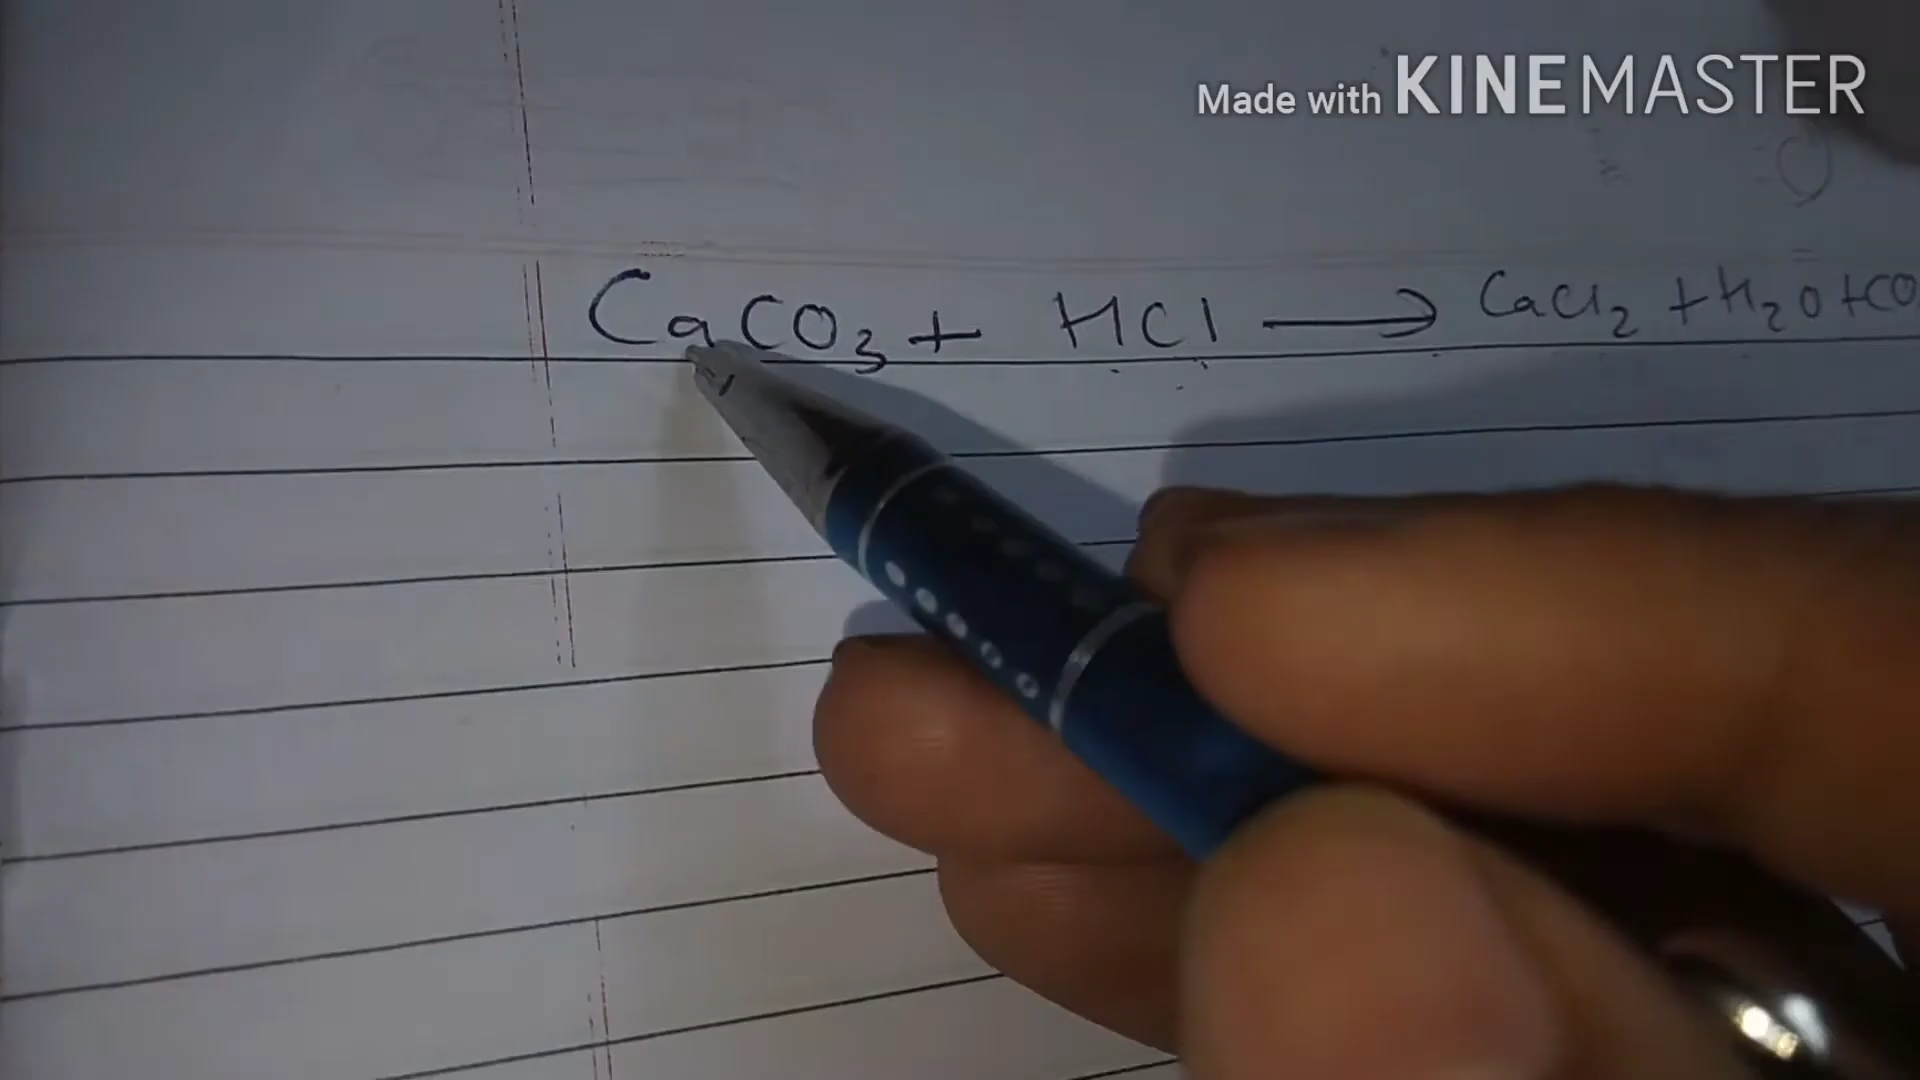 Made with KINEMASTER
CaCO₃ + HCl → CaCl₂ + H₂O + CO